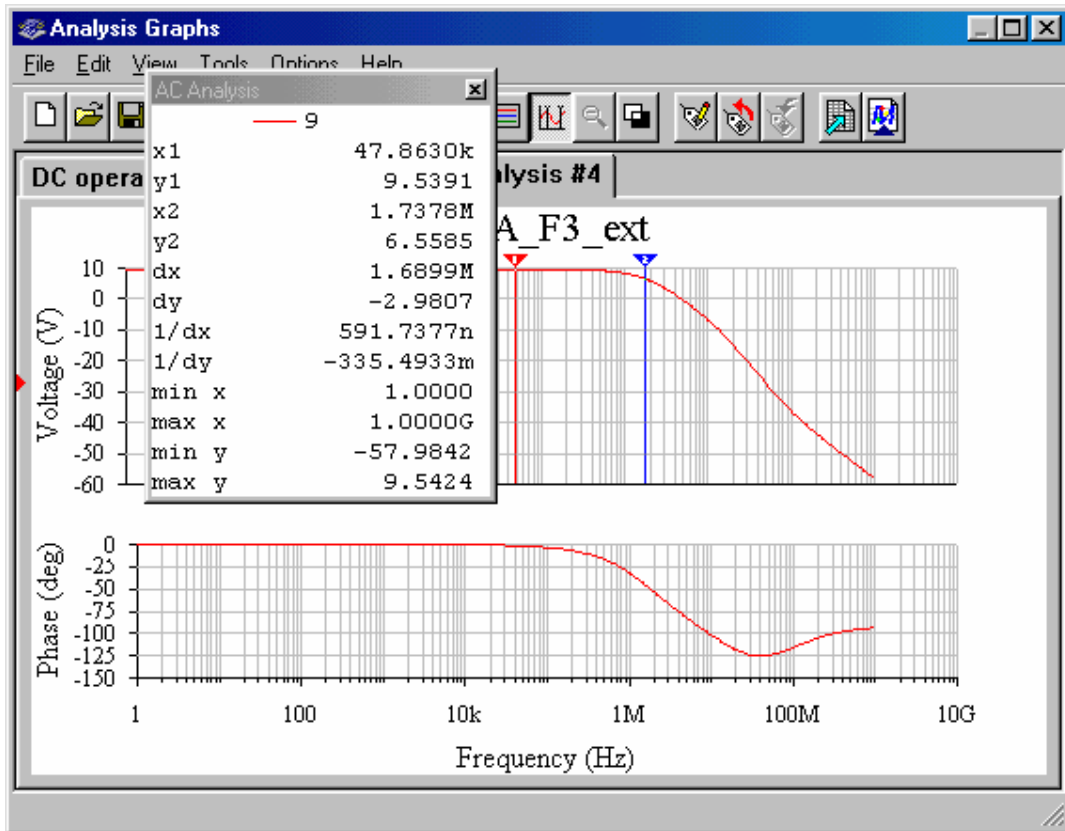 Analysis Graphs
File Edit View Tools Options Help
AC Analysis
9
x1 47.8630k
y1 9.5391
x2 1.7378M
y2 6.5585
dx 1.6899M
dy -2.9807
1/dx 591.7377n
1/dy -335.4933m
min x 1.0000
max x 1.0000G
min y -57.9842
max y 9.5424
DC opera
lysis #4
A_F3_ext
1 2
Voltage (V)
10
0
-10
-20
-30
-40
-50
-60
Phase (deg)
0
-25
-50
-75
-100
-125
-150
1 100 10k 1M 100M 10G
Frequency (Hz)